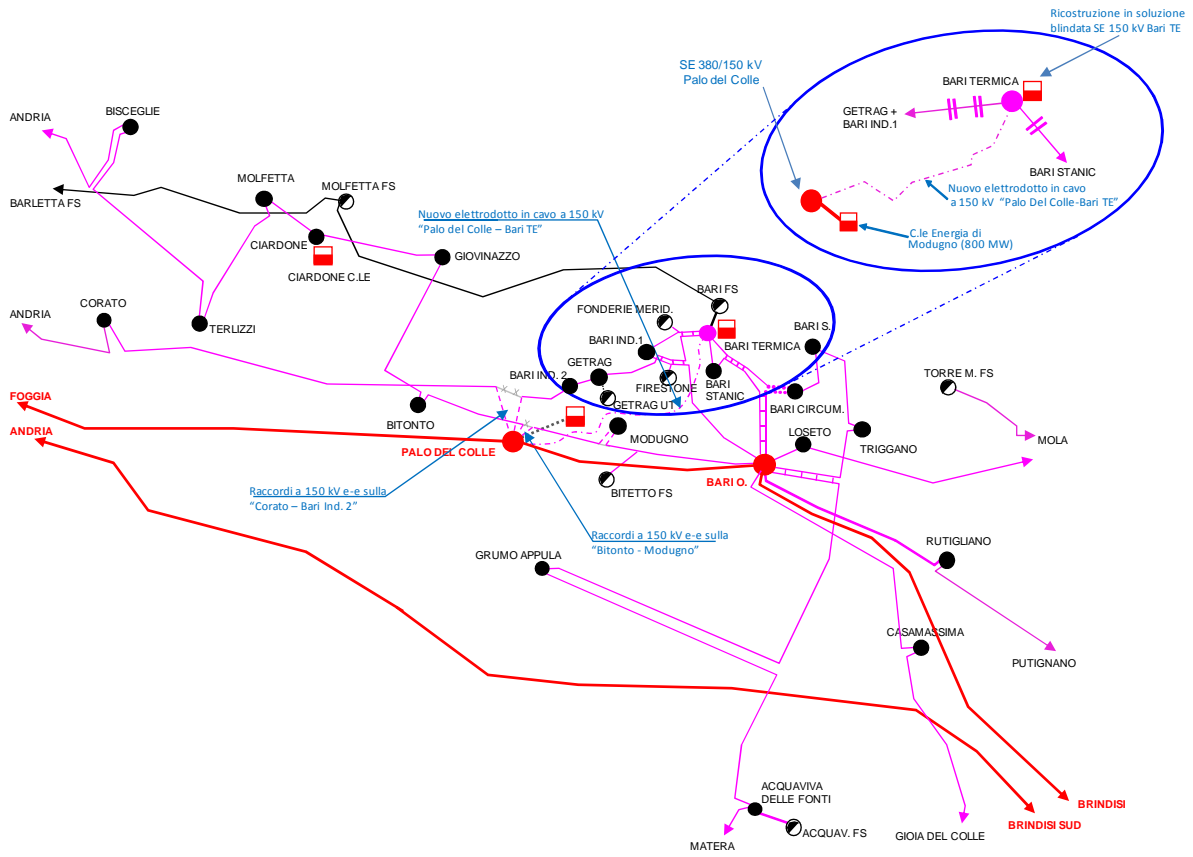 Ricostruzione in soluzione
blindata SE 150 kV Bari TE
SE 380/150 kV
Palo del Colle
BARI TERMICA
GETRAG +
BARI IND.1
BARI STANIC
Nuovo elettrodotto in cavo
a 150 kV “Palo Del Colle-Bari TE”
C.le Energia di
Modugno (800 MW)
ANDRIA
BISCEGLIE
MOLFETTA
MOLFETTA FS
BARLETTA FS
Nuovo elettrodotto in cavo a 150 kV
“Palo del Colle – Bari TE”
CIARDONE
CIARDONE C.LE
GIOVINAZZO
BARI FS
CORATO
FONDERIE MERID.
ANDRIA
TERLIZZI
BARI S.
BARI IND.1
BARI TERMICA
GETRAG
BARI IND. 2
FIRESTONE
BARI
STANIC
TORRE M. FS
FOGGIA
GETRAG UT.
BARI CIRCUM.
BITONTO
ANDRIA
MODUGNO
LOSETO
TRIGGANO
MOLA
PALO DEL COLLE
BARI O.
BITETTO FS
Raccordi a 150 kV e-e sulla
“Corato – Bari Ind. 2”
Raccordi a 150 kV e-e sulla
“Bitonto - Modugno”
RUTIGLIANO
GRUMO APPULA
CASAMASSIMA
PUTIGNANO
ACQUAVIVA
DELLE FONTI
BRINDISI
BRINDISI SUD
ACQUAV. FS
GIOIA DEL COLLE
MATERA